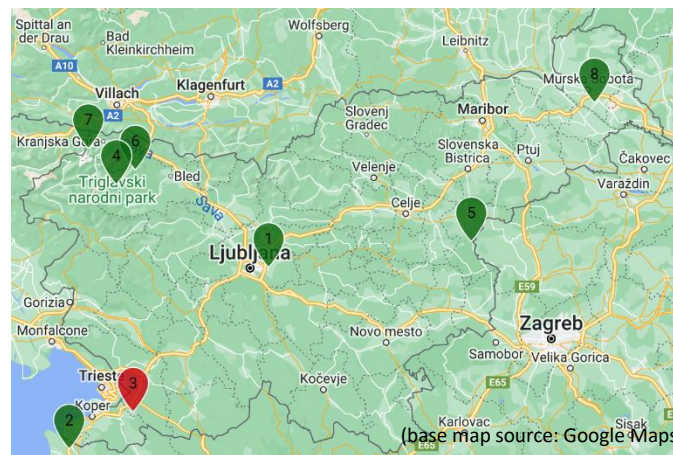 Spittal an
der Drau
Bad
Kleinkirchheim
Wolfsberg
Leibnitz
A10
Villach
Klagenfurt
A2
A2
8
Murska Sobota
7
Kranjska Gora
6
4
Slovenj
Gradec
Maribor
Slovenska
Bistrica
Ptuj
Čakovec
Triglavski
narodni park
Bled
Velenje
Varaždin
Sava
Celje
5
1
Ljubljana
Gorizia
E59
Monfalcone
Novo mesto
Zagreb
Samobor
Velika Gorica
Trieste
3
Kočevje
E65
Koper
2
E65
Karlovac
Sisak
(base map source: Google Maps